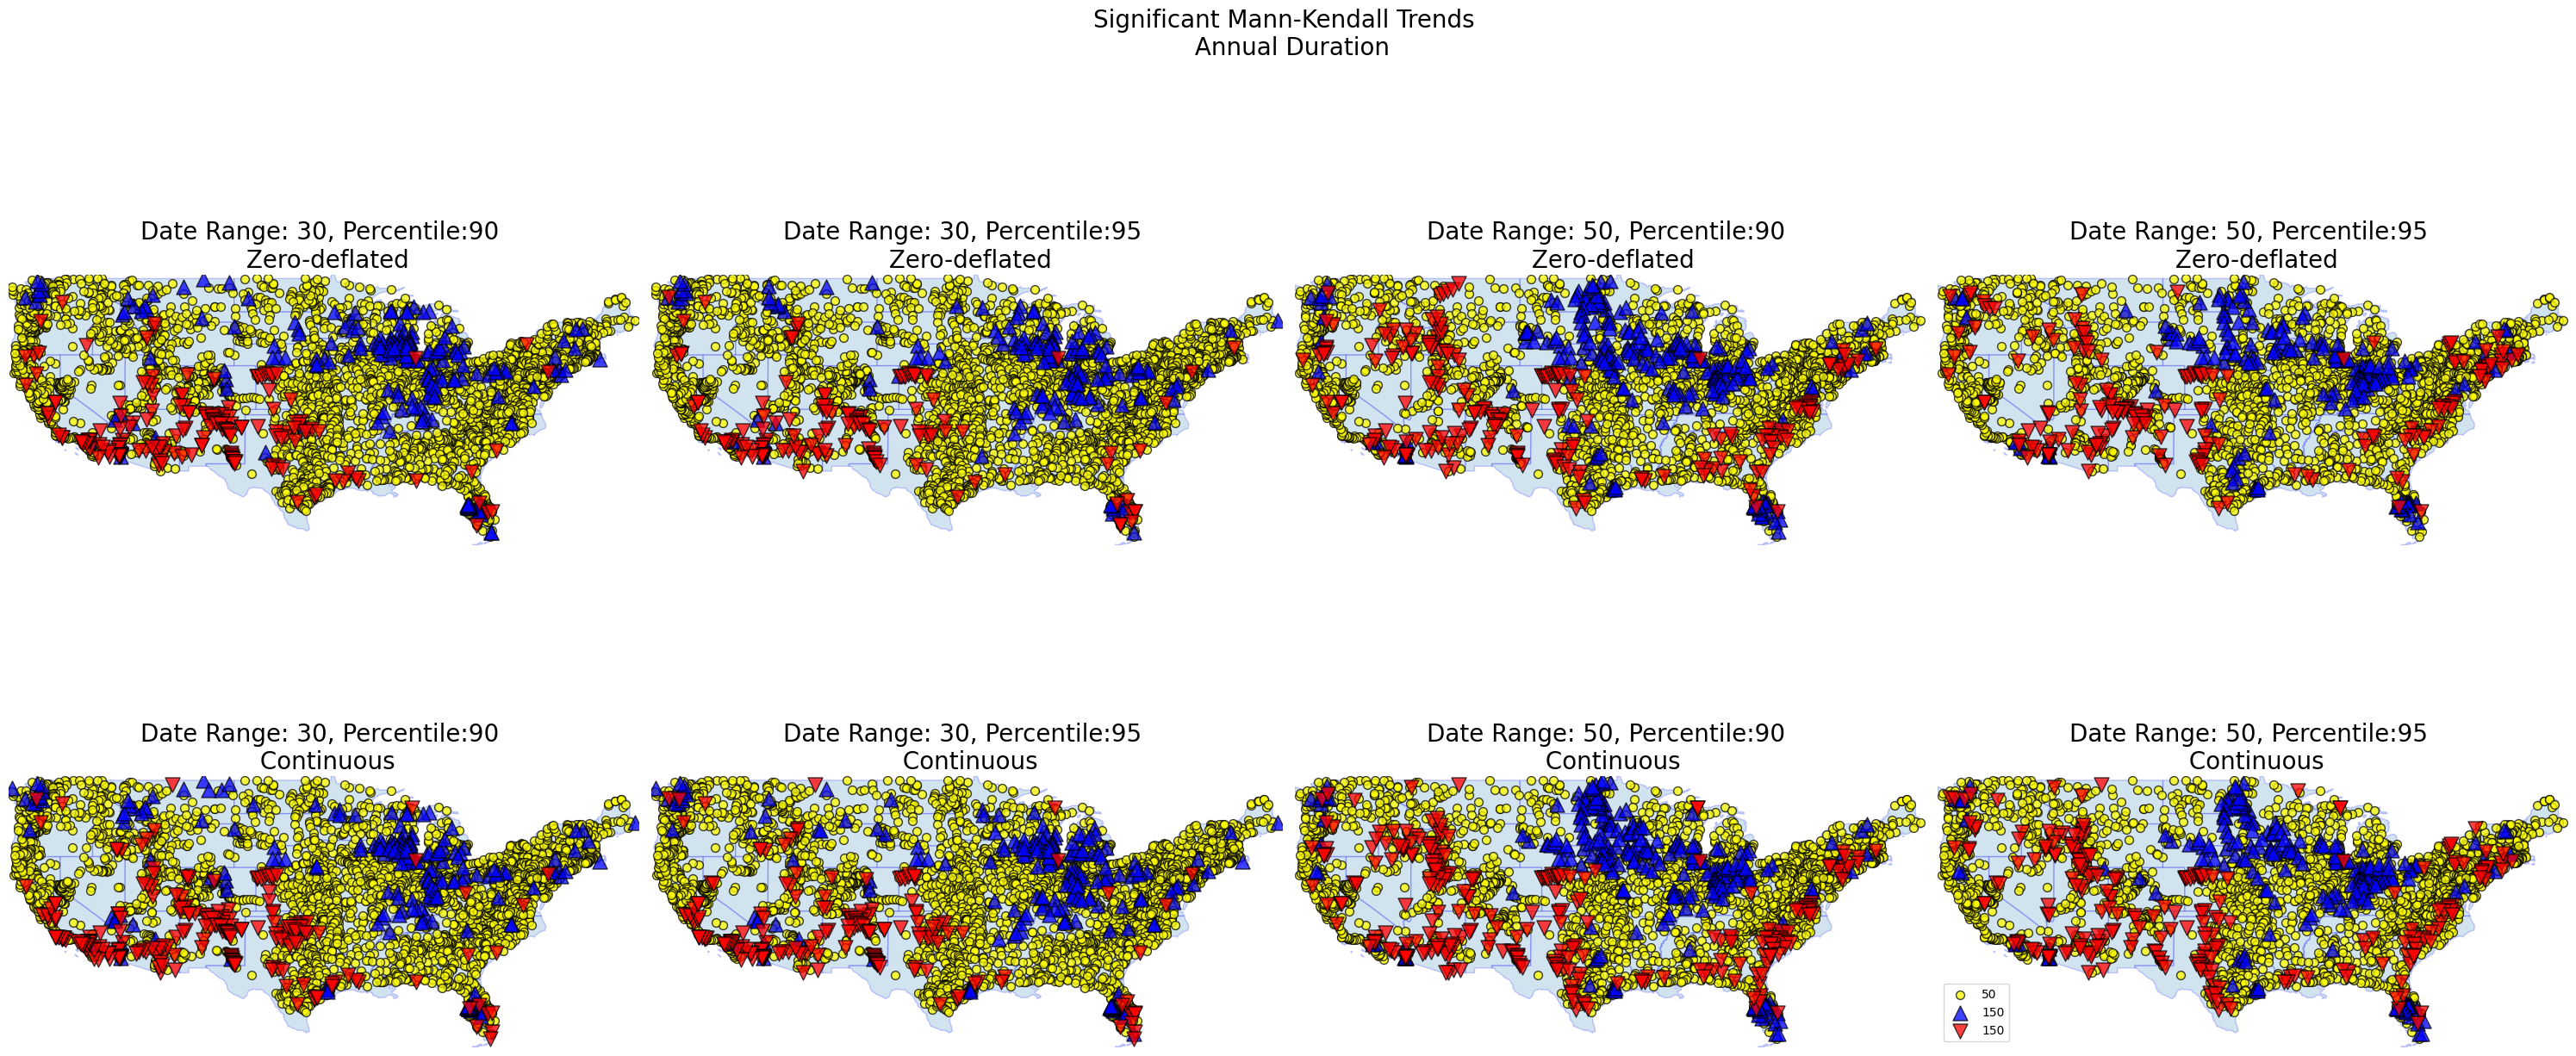 Significant Mann-Kendall Trends
Annual Duration
Date Range: 30, Percentile:90
Zero-deflated
Date Range: 30, Percentile:95
Zero-deflated
Date Range: 50, Percentile:90
Zero-deflated
Date Range: 50, Percentile:95
Zero-deflated
Date Range: 30, Percentile:90
Continuous
Date Range: 30, Percentile:95
Continuous
Date Range: 50, Percentile:90
Continuous
Date Range: 50, Percentile:95
Continuous
50
150
150